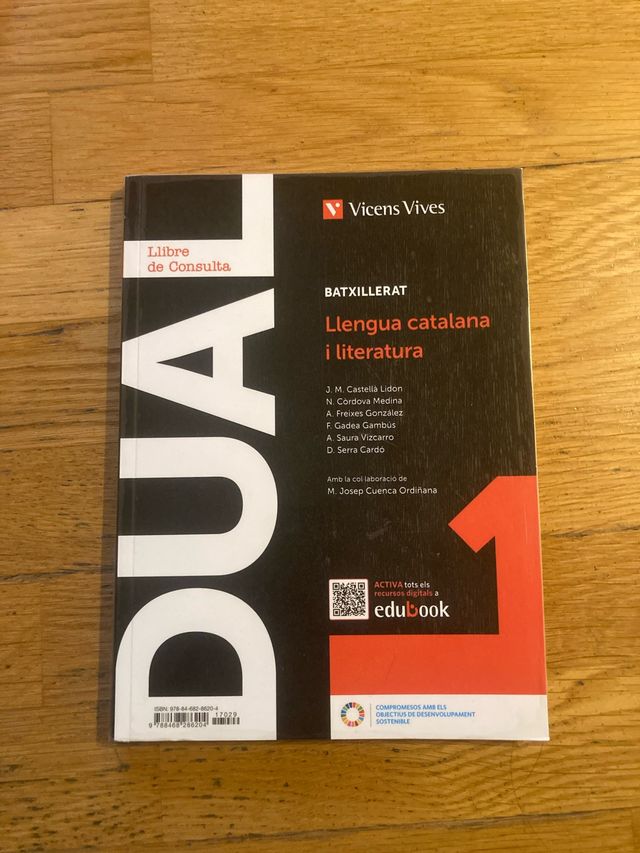 DUAL
Llibre
de Consulta
Vicens Vives
BATXILLERAT
Llengua catalana
i literatura
J. M. Castellà Lidon
N. Còrdova Medina
A. Freixes González
F. Gadea Gambús
A. Saura Vizcarro
D. Serra Cardó
Amb la col·laboració de
M. Josep Cuenca Ordiñana
1
ACTIVA tots els
recursos digitals a
edubook
ISBN: 978-84-682-8620-4
17029
9 788468 286204
COMPROMESOS AMB ELS
OBJECTIUS DE DESENVOLUPAMENT
SOSTENIBLE